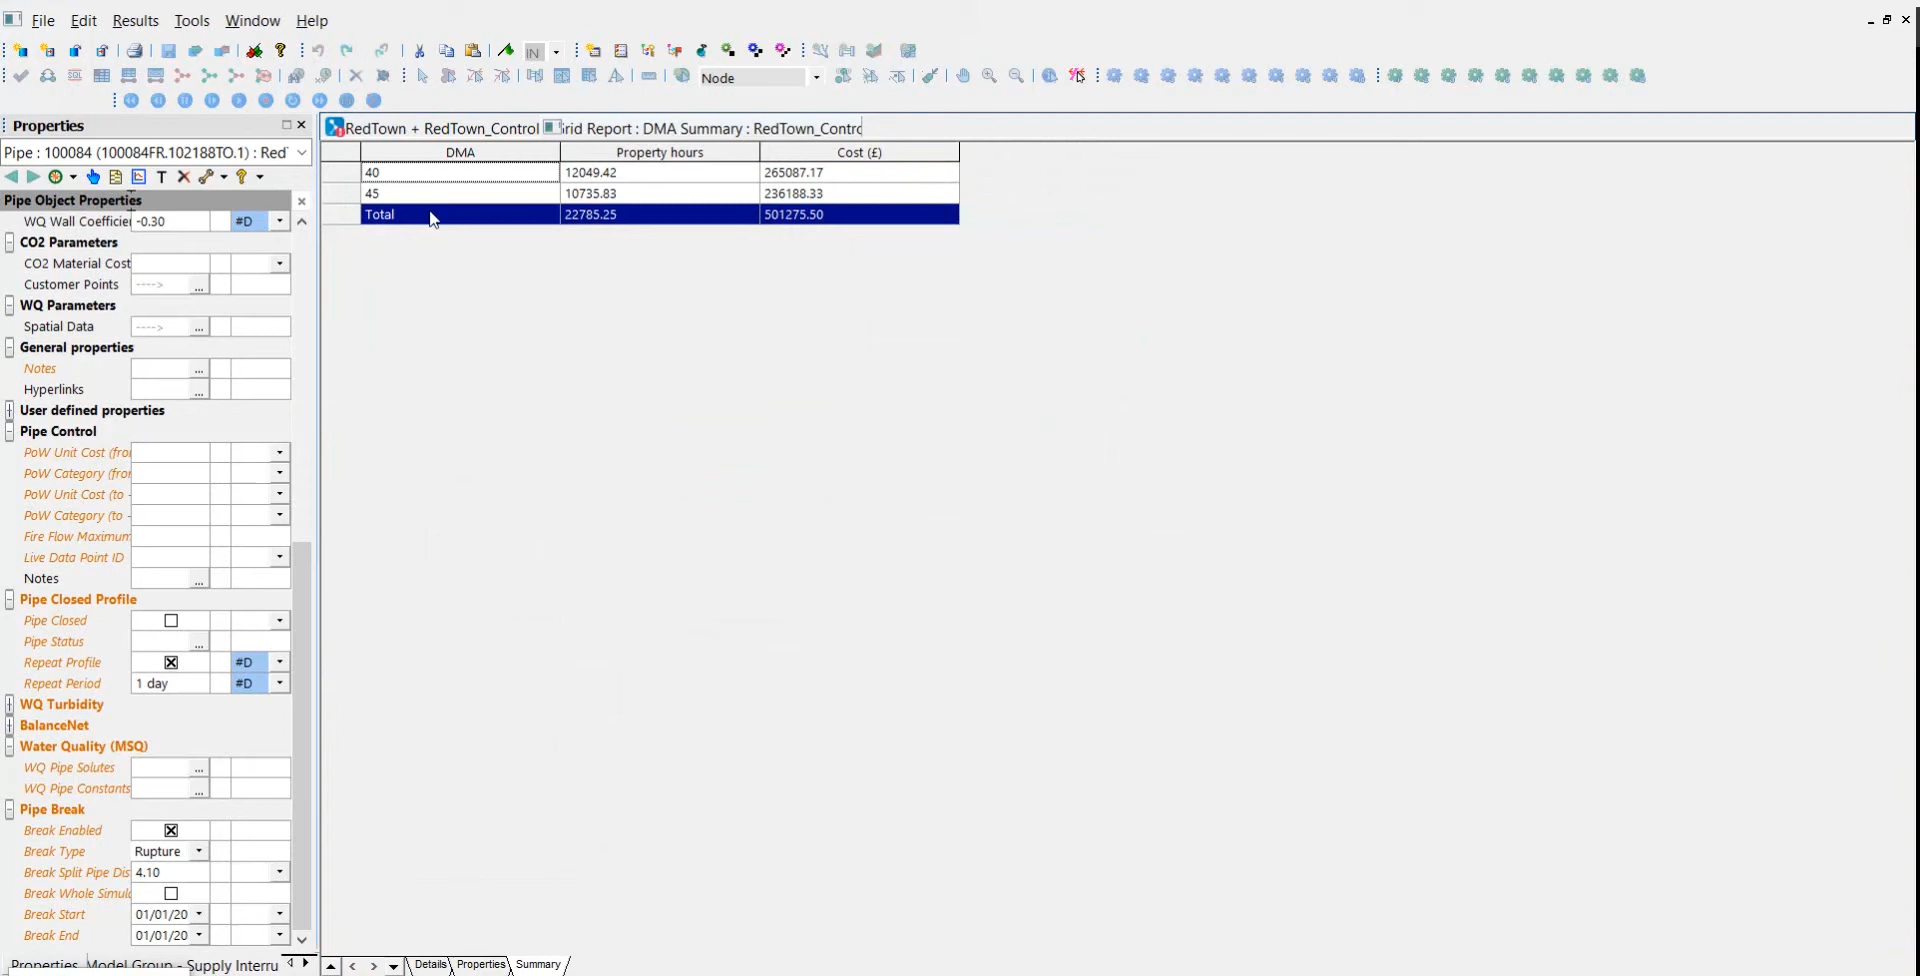 File Edit Results Tools Window Help
IN
SQL
Node
Properties
RedTown + RedTown_Control
Grid Report : DMA Summary : RedTown_Contro
Pipe : 100084 (100084FR.102188TO.1) : Red
T
?
Pipe Object Properties
WQ Wall Coefficien -0.30 #D
CO2 Parameters
CO2 Material Cost
Customer Points ----> ...
WQ Parameters
Spatial Data ----> ...
General properties
Notes ...
Hyperlinks ...
User defined properties
Pipe Control
PoW Unit Cost (fro
PoW Category (fro
PoW Unit Cost (to -
PoW Category (to -
Fire Flow Maximum
Live Data Point ID
Notes ...
Pipe Closed Profile
Pipe Closed
Pipe Status ...
Repeat Profile #D
Repeat Period 1 day #D
WQ Turbidity
BalanceNet
Water Quality (MSQ)
WQ Pipe Solutes ...
WQ Pipe Constants ...
Pipe Break
Break Enabled
Break Type Rupture
Break Split Pipe Dis 4.10
Break Whole Simula
Break Start 01/01/20
Break End 01/01/20
Properties Model Group - Supply Interru
DMA Property hours Cost (£)
40 12049.42 265087.17
45 10735.83 236188.33
Total 22785.25 501275.50
Details Properties Summary